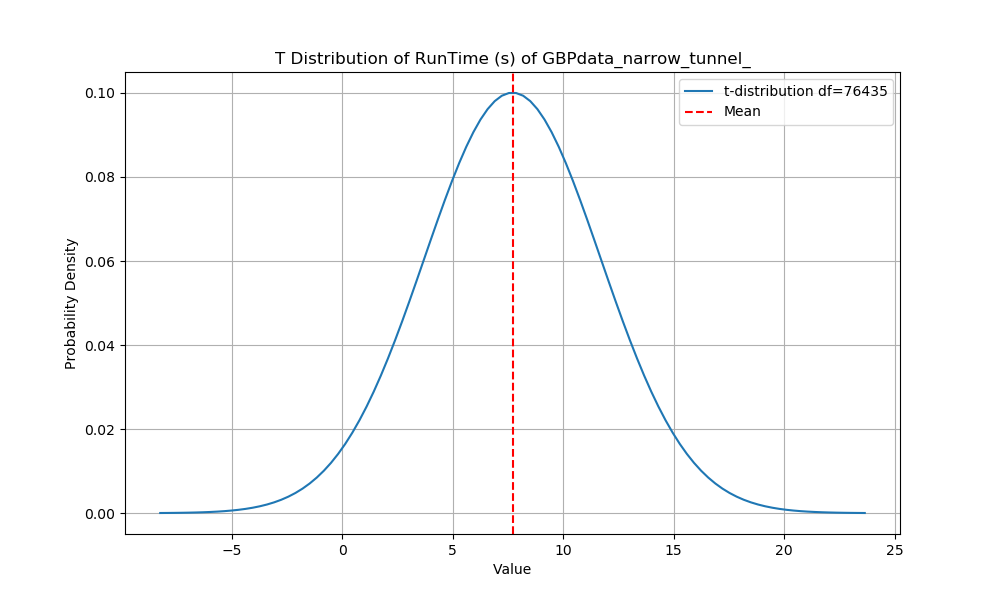 T Distribution of RunTime (s) of GBPdata_narrow_tunnel_
t-distribution df=76435
Mean
Probability Density
0.10
0.08
0.06
0.04
0.02
0.00
−5
0
5
10
15
20
25
Value